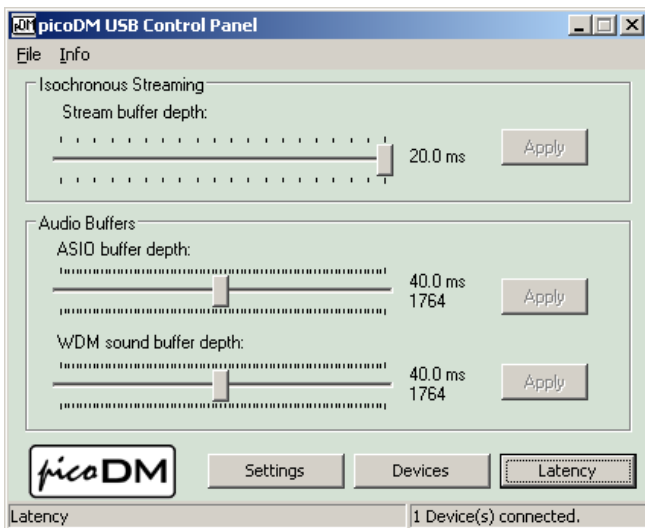 pDM picoDM USB Control Panel
File Info
Isochronous Streaming
Stream buffer depth:
20.0 ms
Apply
Audio Buffers
ASIO buffer depth:
40.0 ms
1764
Apply
WDM sound buffer depth:
40.0 ms
1764
Apply
picoDM
Settings
Devices
Latency
Latency
1 Device(s) connected.